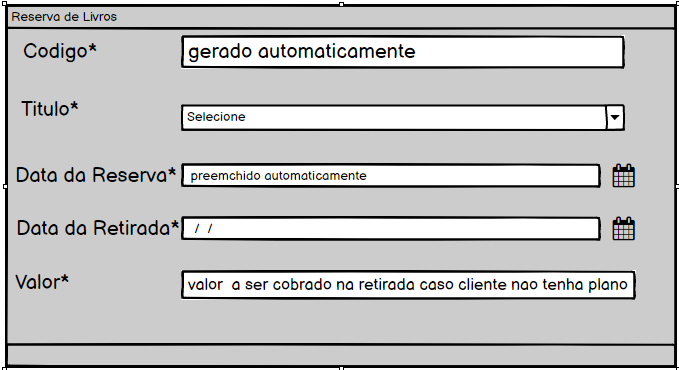 Reserva de Livros
Codigo* gerado automaticamente
Titulo* Selecione
Data da Reserva* preemchido automaticamente
Data da Retirada* / /
Valor* valor a ser cobrado na retirada caso cliente nao tenha plano